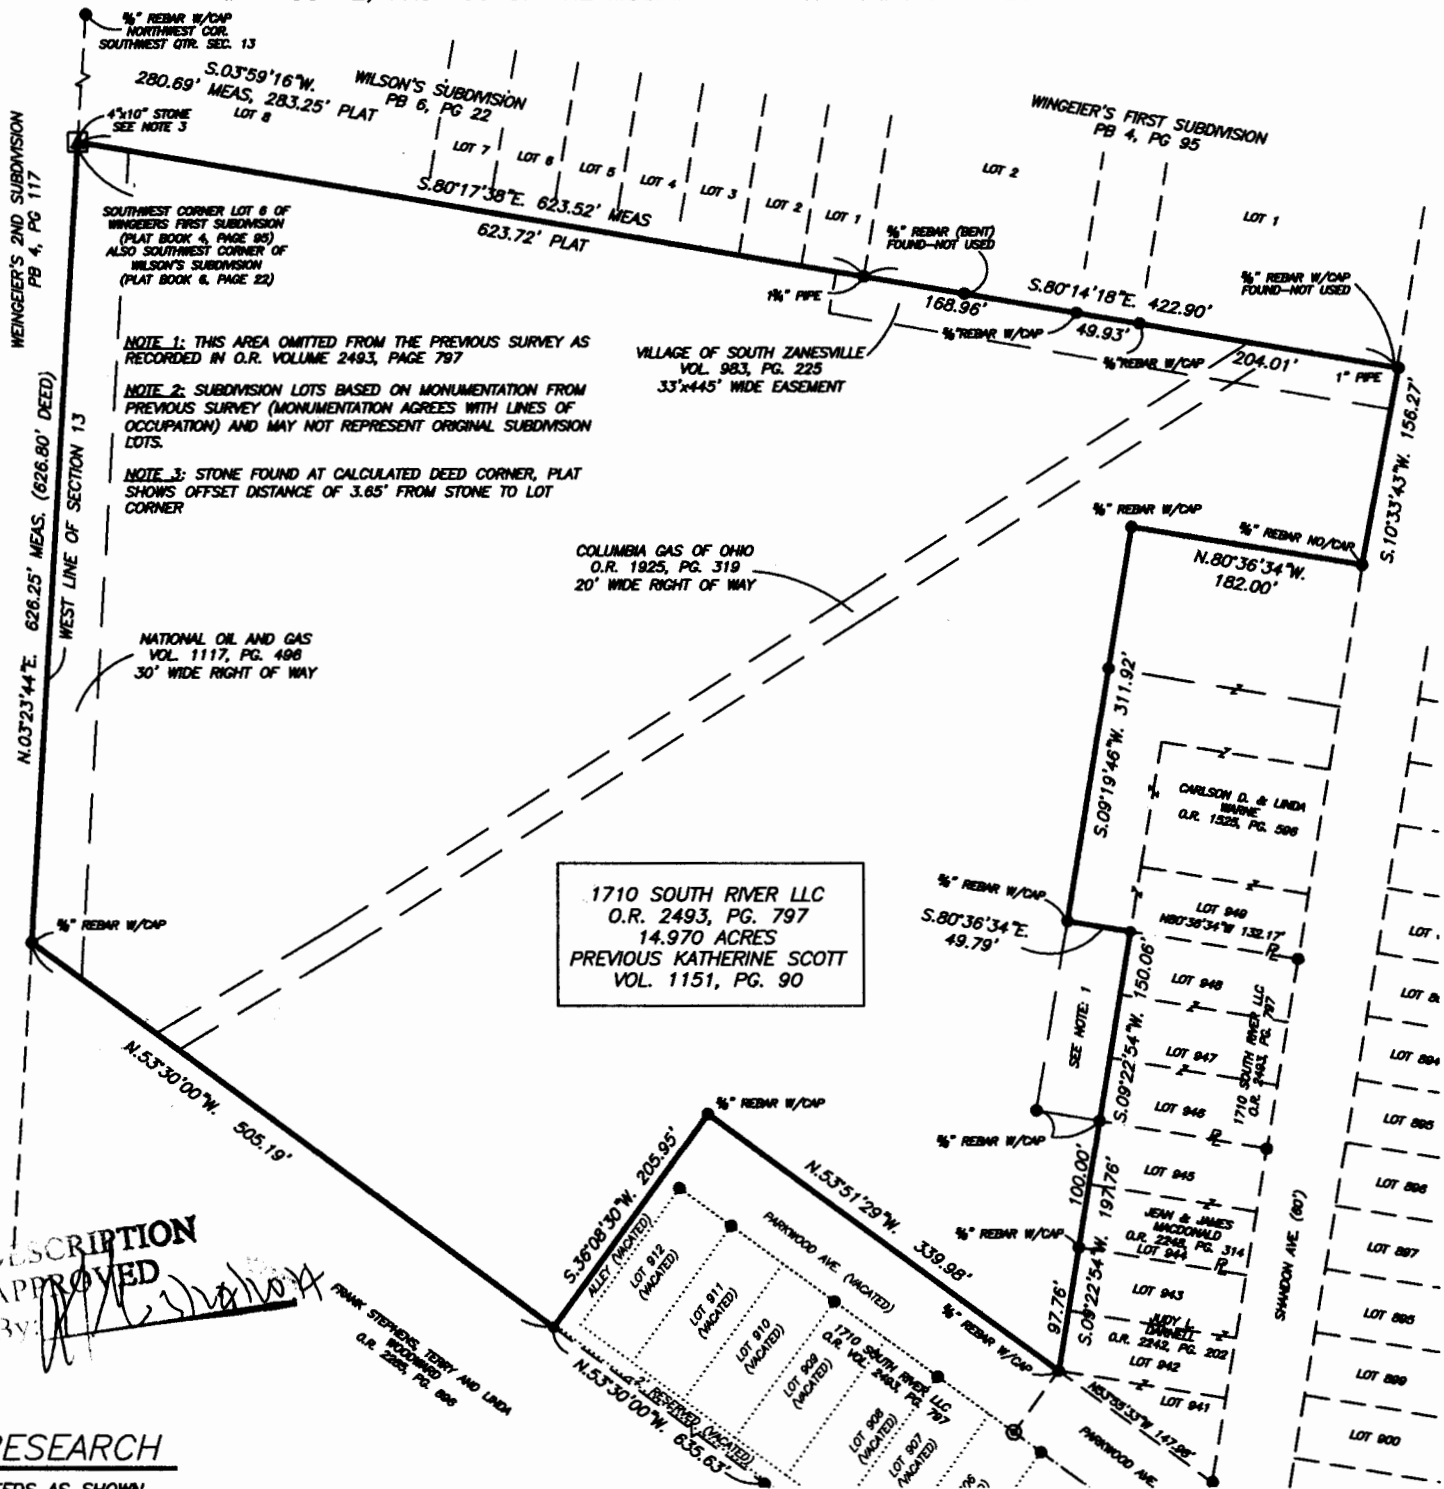 ⅝" REBAR W/CAP
NORTHWEST COR.
SOUTHWEST QTR. SEC. 13
S.03°59'16"W.
280.69' MEAS, 283.25' PLAT
LOT 8
WILSON'S SUBDIVISION
PB 6, PG 22
WINGEIER'S FIRST SUBDIVISION
PB 4, PG 95
4"x10" STONE
SEE NOTE 3
WEINGEIER'S 2ND SUBDIVISION
PB 4, PG 117
LOT 7
LOT 6
LOT 5
LOT 4
LOT 3
LOT 2
LOT 1
LOT 2
LOT 1
S.80°17'38"E. 623.52' MEAS
623.72' PLAT
SOUTHWEST CORNER LOT 6 OF
WINGEIERS FIRST SUBDIVISION
(PLAT BOOK 4, PAGE 95)
ALSO SOUTHWEST CORNER OF
WILSON'S SUBDIVISION
(PLAT BOOK 6, PAGE 22)
⅝" REBAR (BENT)
FOUND-NOT USED
⅝" REBAR W/CAP
FOUND-NOT USED
PIPE
168.96'
S.80°14'18"E. 422.90'
⅝"REBAR W/CAP
49.93'
⅝"REBAR W/CAP
204.01'
1" PIPE
NOTE 1: THIS AREA OMITTED FROM THE PREVIOUS SURVEY AS
RECORDED IN O.R. VOLUME 2493, PAGE 797
NOTE 2: SUBDIVISION LOTS BASED ON MONUMENTATION FROM
PREVIOUS SURVEY (MONUMENTATION AGREES WITH LINES OF
OCCUPATION) AND MAY NOT REPRESENT ORIGINAL SUBDIVISION
LOTS.
NOTE 3: STONE FOUND AT CALCULATED DEED CORNER, PLAT
SHOWS OFFSET DISTANCE OF 3.65' FROM STONE TO LOT
CORNER
VILLAGE OF SOUTH ZANESVILLE
VOL. 983, PG. 225
33'x445' WIDE EASEMENT
S.10°33'43"W. 156.27'
N.03°23'44"E. 626.25' MEAS. (626.80' DEED)
WEST LINE OF SECTION 13
COLUMBIA GAS OF OHIO
O.R. 1925, PG. 319
20' WIDE RIGHT OF WAY
⅝" REBAR W/CAP
⅝" REBAR NO/CAP
N.80°36'34"W.
182.00'
NATIONAL OIL AND GAS
VOL. 1117, PG. 496
30' WIDE RIGHT OF WAY
S.09°19'46"W. 311.92'
CARLSON D. & LINDA
WARNE
O.R. 1525, PG. 596
1710 SOUTH RIVER LLC
O.R. 2493, PG. 797
14.970 ACRES
PREVIOUS KATHERINE SCOTT
VOL. 1151, PG. 90
⅝" REBAR W/CAP
⅝" REBAR W/CAP
S.80°36'34"E.
49.79'
LOT 949
N80°36'34"W 132.17'
SEE NOTE: 1
S.09°22'54"W. 150.06'
LOT 948
LOT 947
LOT 946
1710 SOUTH RIVER LLC
O.R. 2493, PG. 797
⅝" REBAR W/CAP
LOT 945
JEAN & JAMES
MACDONALD
O.R. 2248, PG. 314
LOT 944
LOT 943
JUDY L.
DARNELL
O.R. 2242, PG. 202
LOT 942
LOT 941
100.00'
S.09°22'54"W. 197.76'
⅝" REBAR W/CAP
97.76'
SHANDON AVE. (60')
LOT
LOT
LOT 894
LOT 895
LOT 896
LOT 897
LOT 895
LOT 899
LOT 900
N.53°30'00"W. 505.19'
⅝" REBAR W/CAP
S.36°08'30"W. 205.95'
N.53°51'29"W. 339.98'
⅝" REBAR W/CAP
ALLEY (VACATED)
PARKWOOD AVE. (VACATED)
LOT 912
(VACATED)
LOT 911
(VACATED)
LOT 910
(VACATED)
LOT 909
(VACATED)
LOT 908
(VACATED)
LOT 907
(VACATED)
1710 SOUTH RIVER LLC
O.R. VOL. 2493, PG. 797
2' RESERVED (VACATED)
N.53°30'00"W. 635.63'
N53°55'33"W 147.98'
PARKWOOD AVE.
FRANK STEPHENS, TERRY AND LINDA
WOODWARD
O.R. 2265, PG. 896
DESCRIPTION
APPROVED
By:
RESEARCH
AS SHOWN